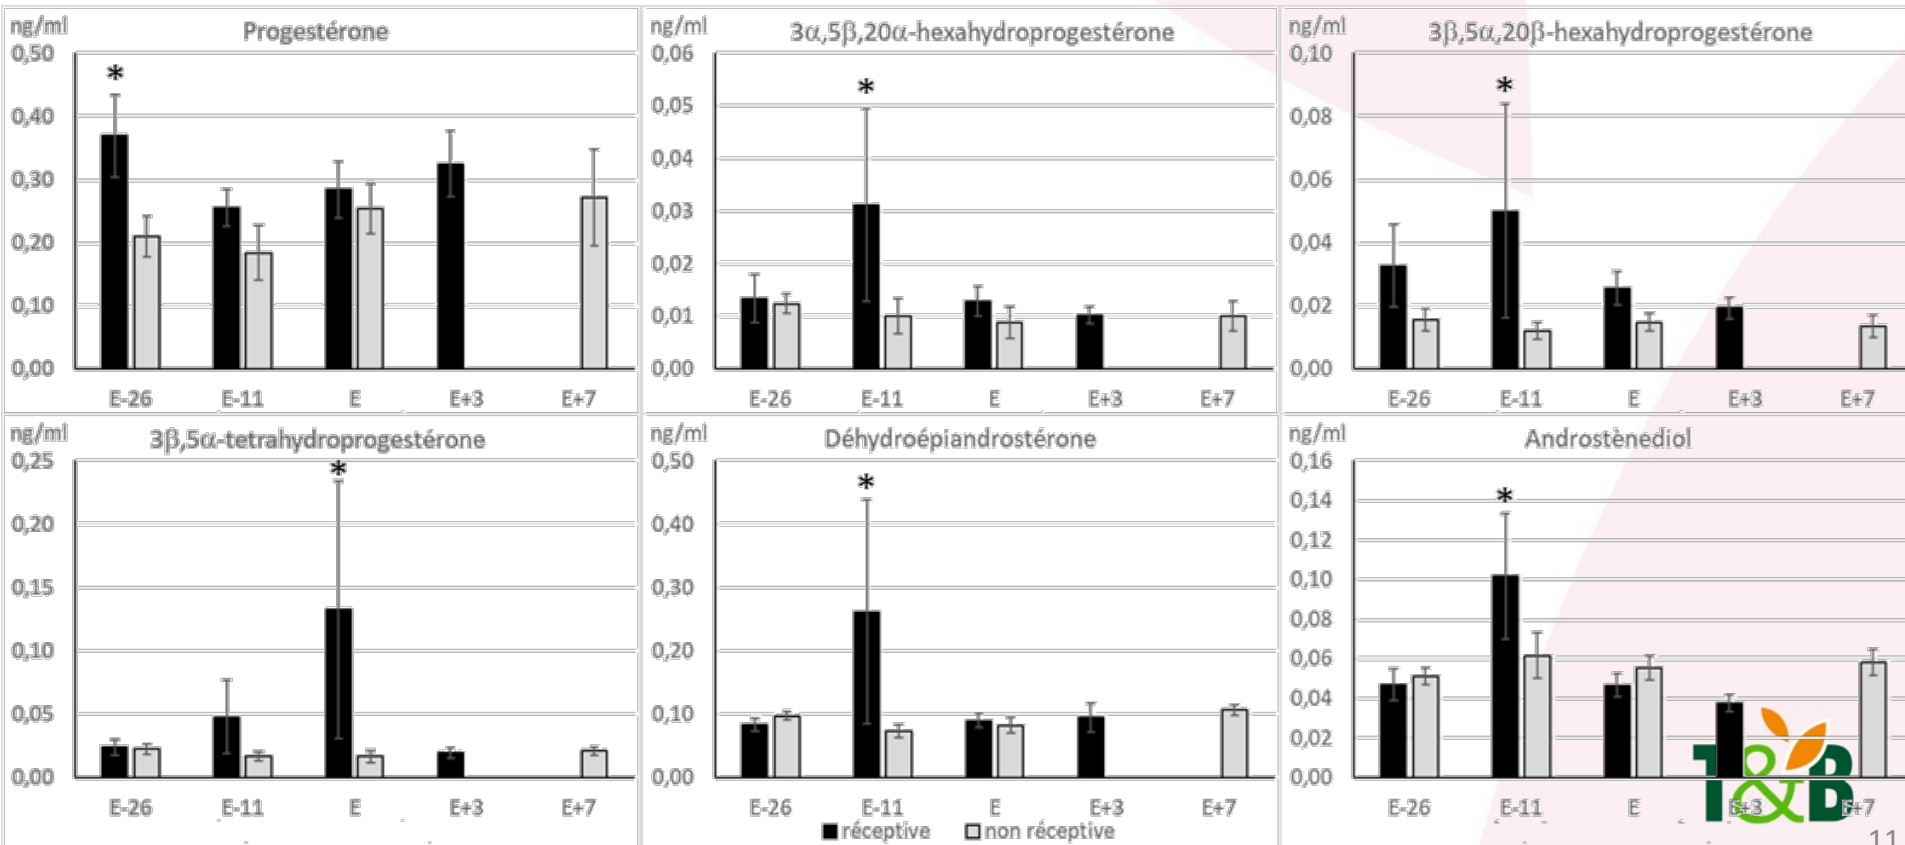 ng/ml
Progestérone
0,50
0,40
0,30
0,20
0,10
0,00
E-26 E-11 E E+3 E+7
*
ng/ml
3α,5β,20α-hexahydroprogestérone
0,06
0,05
0,04
0,03
0,02
0,01
0,00
E-26 E-11 E E+3 E+7
*
ng/ml
3β,5α,20β-hexahydroprogestérone
0,10
0,08
0,06
0,04
0,02
0,00
E-26 E-11 E E+3 E+7
*
ng/ml
3β,5α-tetrahydroprogestérone
0,25
0,20
0,15
0,10
0,05
0,00
E-26 E-11 E E+3 E+7
*
ng/ml
Déhydroépiandrostérone
0,50
0,40
0,30
0,20
0,10
0,00
E-26 E-11 E E+3 E+7
*
ng/ml
Androstènediol
0,16
0,14
0,12
0,10
0,08
0,06
0,04
0,02
0,00
E-26 E-11 E E+3 E+7
*
réceptive non réceptive
T&B
11